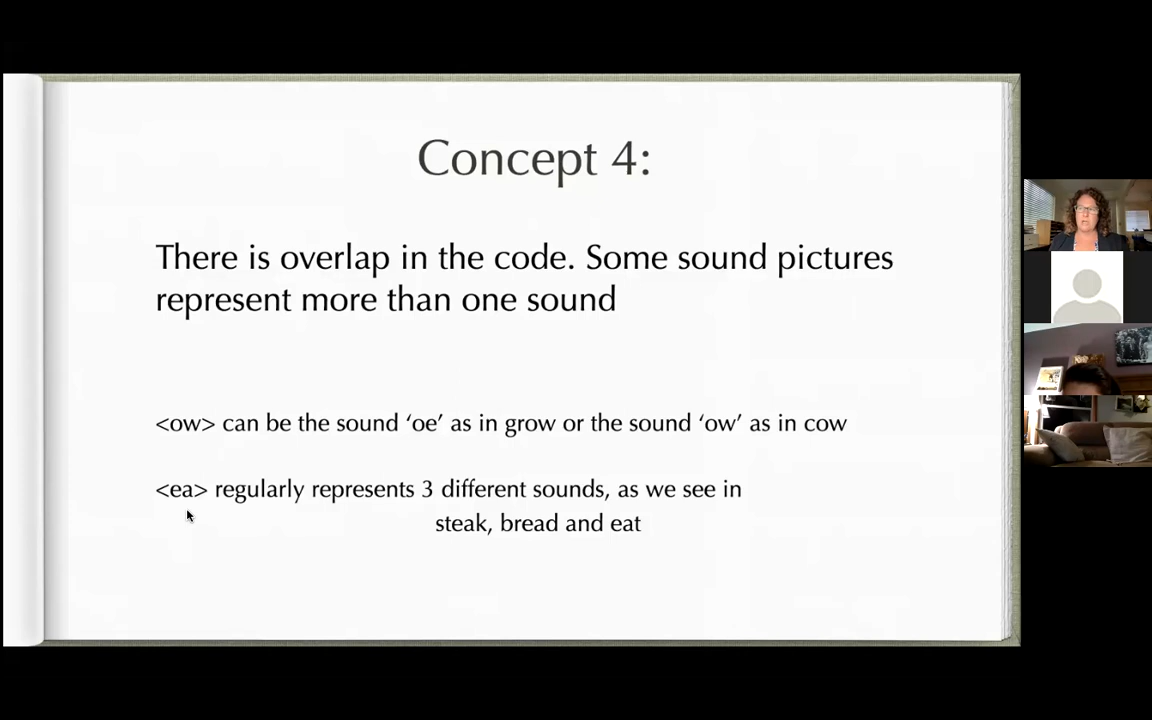 Concept 4:
There is overlap in the code. Some sound pictures
represent more than one sound
<ow> can be the sound ‘oe’ as in grow or the sound ‘ow’ as in cow
<ea> regularly represents 3 different sounds, as we see in
steak, bread and eat